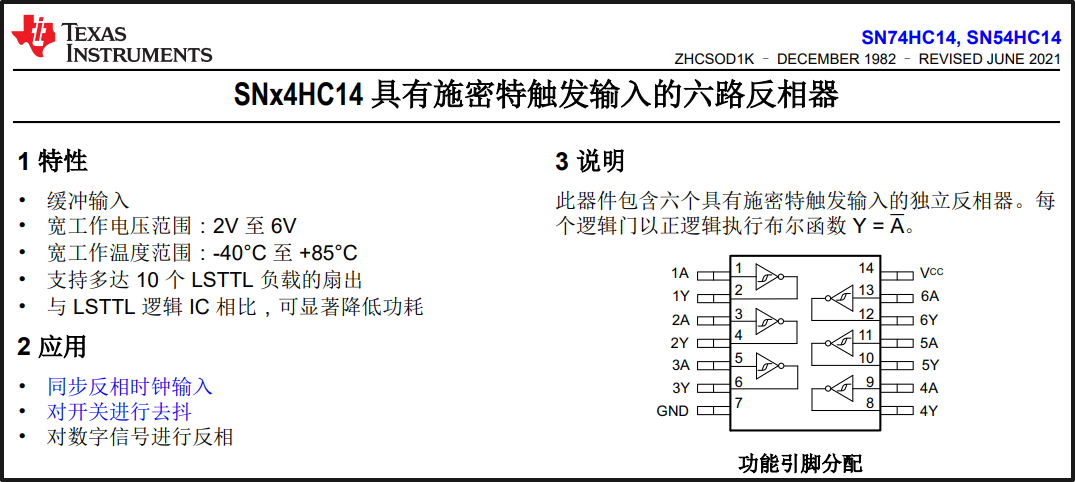 TEXAS
INSTRUMENTS
SN74HC14, SN54HC14
ZHCSOD1K – DECEMBER 1982 – REVISED JUNE 2021
SNx4HC14 具有施密特触发输入的六路反相器
1 特性
• 缓冲输入
• 宽工作电压范围：2V 至 6V
• 宽工作温度范围：-40°C 至 +85°C
• 支持多达 10 个 LSTTL 负载的扇出
• 与 LSTTL 逻辑 IC 相比，可显著降低功耗
2 应用
• 同步反相时钟输入
• 对开关进行去抖
• 对数字信号进行反相
3 说明
此器件包含六个具有施密特触发输入的独立反相器。每
个逻辑门以正逻辑执行布尔函数 Y = A̅。
1A 1 14 VCC
1Y 2 13 6A
2A 3 12 6Y
2Y 4 11 5A
3A 5 10 5Y
3Y 6 9 4A
GND 7 8 4Y
功能引脚分配